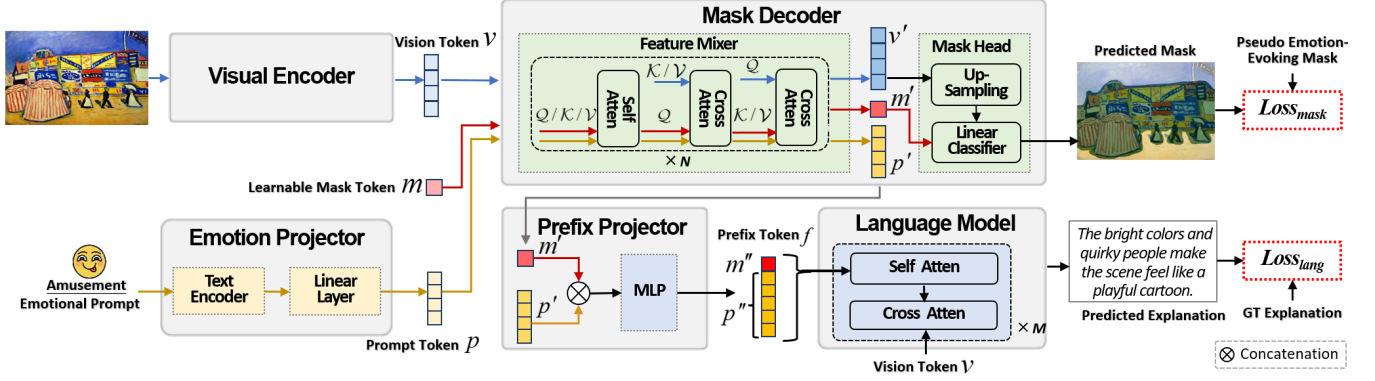 Visual Encoder
Vision Token v
Mask Decoder
Feature Mixer
Q / K / V
Self Atten
K / V
Q
Cross Atten
Q
K / V
Cross Atten
× N
v′
m′
p′
Mask Head
Up-Sampling
Linear Classifier
Predicted Mask
Pseudo Emotion-
Evoking Mask
Loss_mask
Learnable Mask Token m
Emotion Projector
Amusement
Emotional Prompt
Text
Encoder
Linear
Layer
Prompt Token p
Prefix Projector
m′
p′
MLP
Prefix Token f
m″
p″
Language Model
Self Atten
Cross Atten
× M
Vision Token v
The bright colors and
quirky people make
the scene feel like a
playful cartoon.
Predicted Explanation
Loss_lang
GT Explanation
⊗ Concatenation